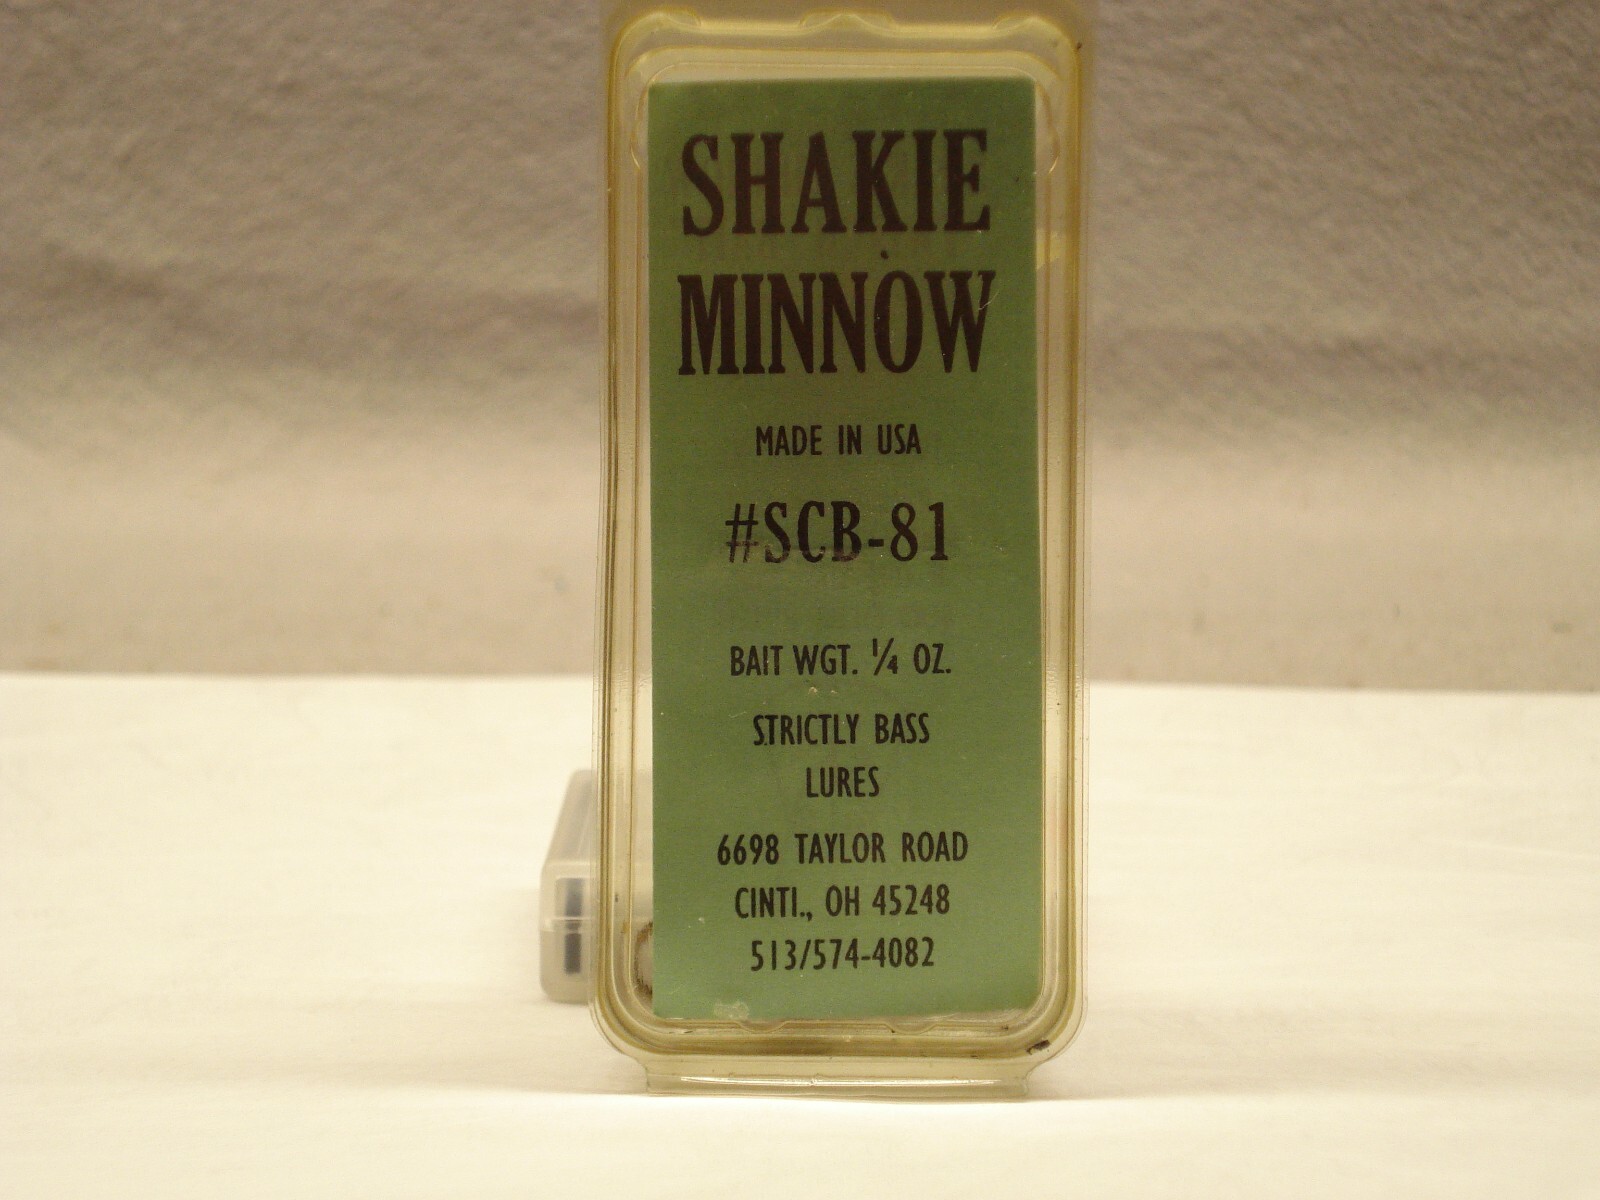 SHAKIE
MINNOW
MADE IN USA
#SCB-81
BAIT WGT. ¼ OZ.
STRICTLY BASS
LURES
6698 TAYLOR ROAD
CINTI., OH 45248
513/574-4082